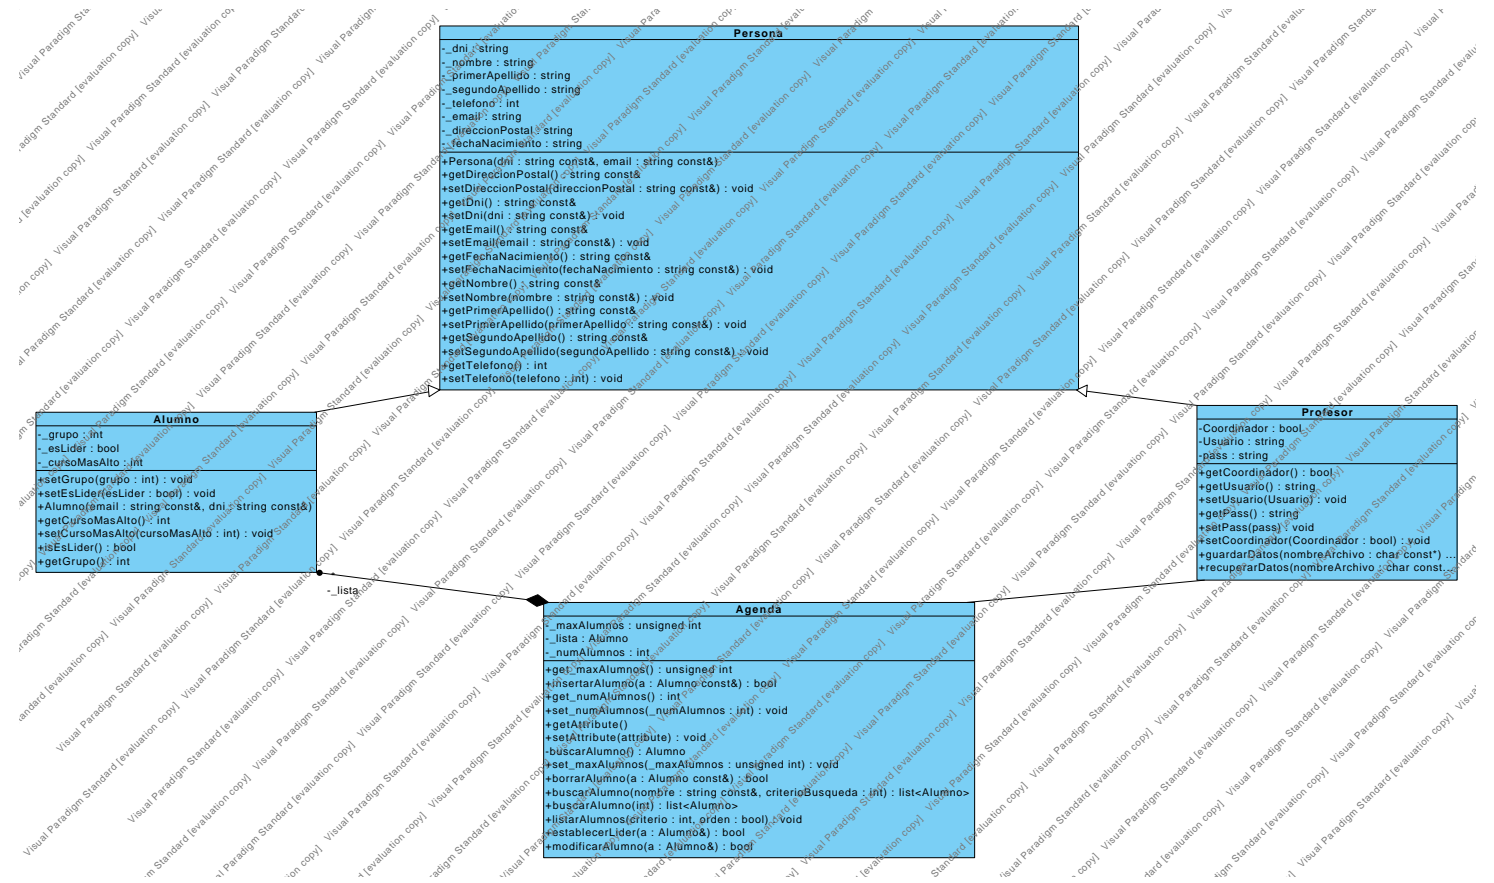 Persona
-_dni : string
-_nombre : string
-_primerApellido : string
-_segundoApellido : string
-_telefono : int
-_email : string
-_direccionPostal : string
-_fechaNacimiento : string
+Persona(dni : string const&, email : string const&)
+getDireccionPostal() : string const&
+setDireccionPostal(direccionPostal : string const&) : void
+getDni() : string const&
+setDni(dni : string const&) : void
+getEmail() : string const&
+setEmail(email : string const&) : void
+getFechaNacimiento() : string const&
+setFechaNacimiento(fechaNacimiento : string const&) : void
+getNombre() : string const&
+setNombre(nombre : string const&) : void
+getPrimerApellido() : string const&
+setPrimerApellido(primerApellido : string const&) : void
+getSegundoApellido() : string const&
+setSegundoApellido(segundoApellido : string const&) : void
+getTelefono() : int
+setTelefono(telefono : int) : void
Alumno
-_grupo : int
-_esLider : bool
-_cursoMasAlto : int
+setGrupo(grupo : int) : void
+setEsLider(esLider : bool) : void
+Alumno(email : string const&, dni : string const&)
+getCursoMasAlto() : int
+setCursoMasAlto(cursoMasAlto : int) : void
+isEsLider() : bool
+getGrupo() : int
Profesor
-Coordinador : bool
-Usuario : string
-pass : string
+getCoordinador() : bool
+getUsuario() : string
+setUsuario(Usuario) : void
+getPass() : string
+setPass(pass) : void
+setCoordinador(Coordinador : bool) : void
+guardarDatos(nombreArchivo : char const*) ...
+recuperarDatos(nombreArchivo : char const...
-_lista
Agenda
-_maxAlumnos : unsigned int
-_lista : Alumno
-_numAlumnos : int
+get_maxAlumnos() : unsigned int
+insertarAlumno(a : Alumno const&) : bool
+get_numAlumnos() : int
+set_numAlumnos(_numAlumnos : int) : void
+getAttribute()
+setAttribute(attribute) : void
-buscarAlumno() : Alumno
+set_maxAlumnos(_maxAlumnos : unsigned int) : void
+borrarAlumno(a : Alumno const&) : bool
+buscarAlumno(nombre : string const&, criterioBusqueda : int) : list<Alumno>
+buscarAlumno(int) : list<Alumno>
+listarAlumnos(criterio : int, orden : bool) : void
+establecerLider(a : Alumno&) : bool
+modificarAlumno(a : Alumno&) : bool
Visual Paradigm Standard [evaluation copy]